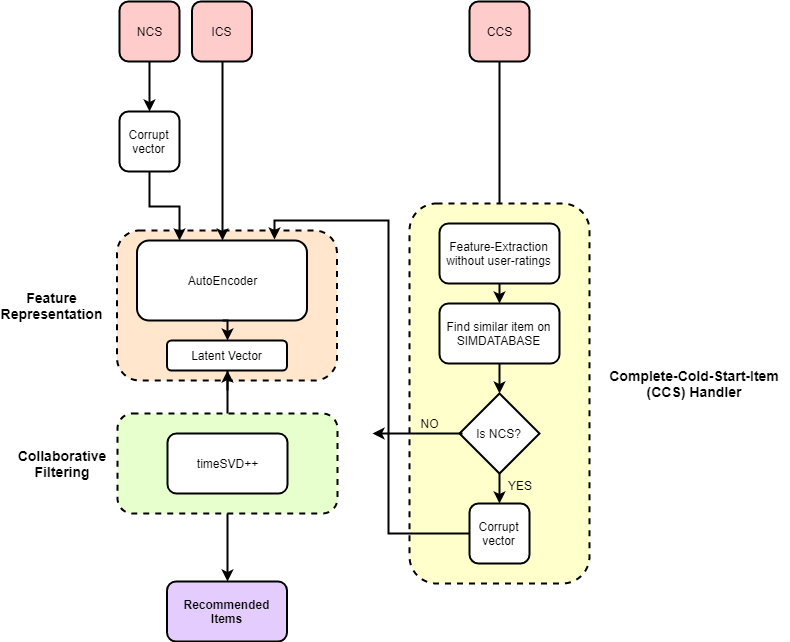 NCS
ICS
CCS
Corrupt
vector
Feature-Extraction
without user-ratings
AutoEncoder
Feature
Representation
Find similar item on
SIMDATABASE
Latent Vector
Complete-Cold-Start-Item
(CCS) Handler
NO
Is NCS?
Collaborative
Filtering
timeSVD++
YES
Corrupt
vector
Recommended
Items